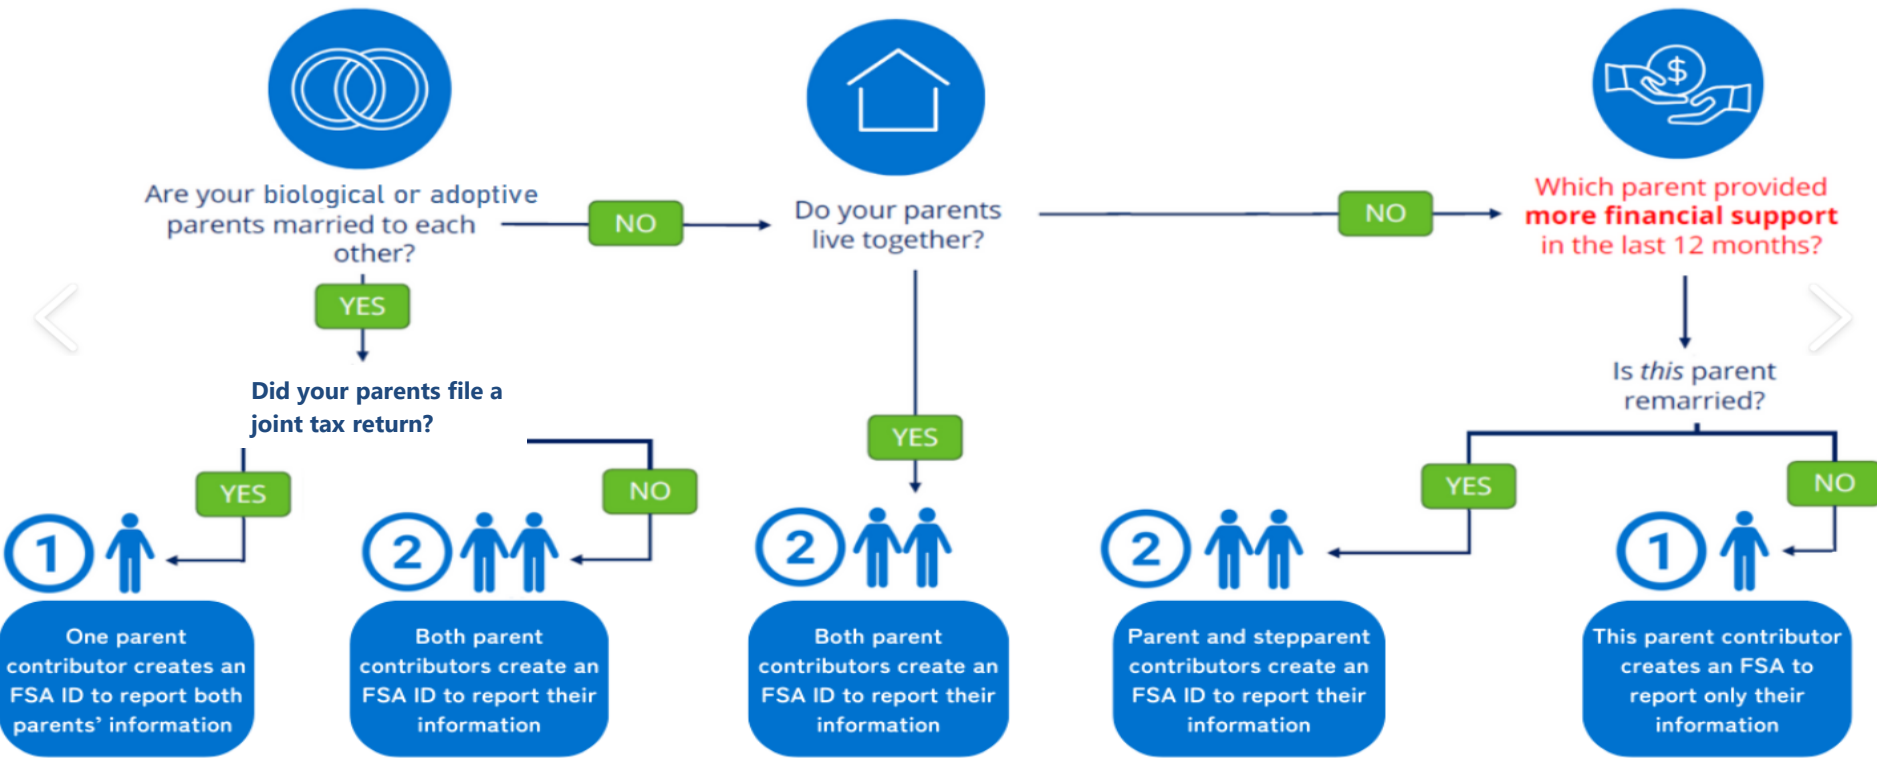 Are your biological or adoptive
parents married to each
other?
NO
Do your parents
live together?
NO
$
Which parent provided
more financial support
in the last 12 months?
YES
Did your parents file a
joint tax return?
YES
NO
YES
Is this parent
remarried?
YES
NO
1
2
2
2
1
One parent
contributor creates an
FSA ID to report both
parents’ information
Both parent
contributors create an
FSA ID to report their
information
Both parent
contributors create an
FSA ID to report their
information
Parent and stepparent
contributors create an
FSA ID to report their
information
This parent contributor
creates an FSA to
report only their
information